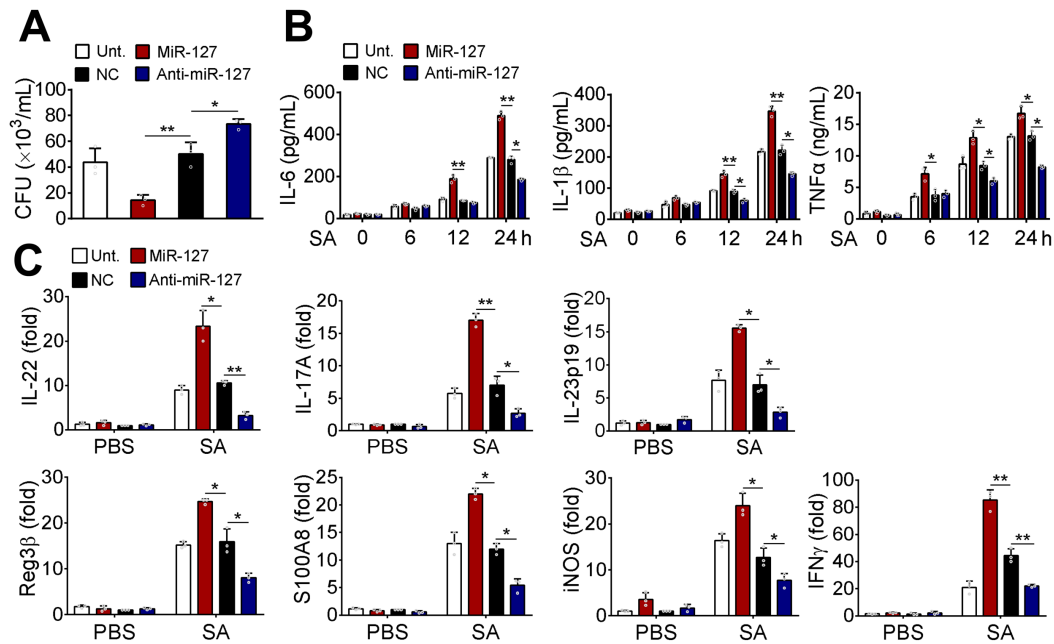 A
Unt. MiR-127
NC Anti-miR-127
CFU (×10³/mL)
100
80
60
40
20
0
**
*
B
Unt. MiR-127
NC Anti-miR-127
IL-6 (pg/mL)
600
400
200
0
** ** *
SA 0 6 12 24 h
IL-1β (pg/mL)
400
300
200
100
0
** * ** *
SA 0 6 12 24 h
TNFα (ng/mL)
20
15
10
5
0
* * * * *
SA 0 6 12 24 h
C
Unt. MiR-127
NC Anti-miR-127
IL-22 (fold)
30
20
10
0
* **
PBS SA
IL-17A (fold)
20
15
10
5
0
** *
PBS SA
IL-23p19 (fold)
20
15
10
5
0
* *
PBS SA
Reg3β (fold)
30
20
10
0
* *
PBS SA
S100A8 (fold)
25
20
15
10
5
0
* *
PBS SA
iNOS (fold)
30
20
10
0
* *
PBS SA
IFNγ (fold)
100
80
60
40
20
0
** **
PBS SA